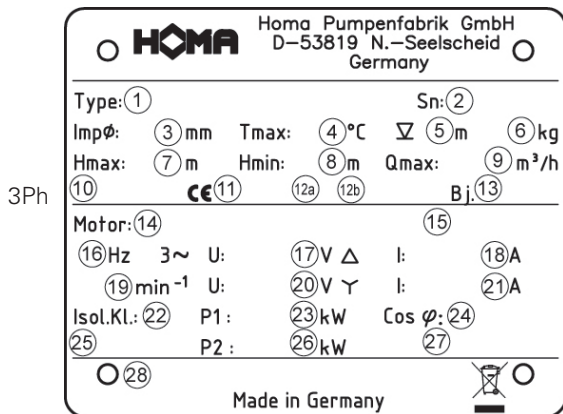 HOMA Homa Pumpenfabrik GmbH
D-53819 N.-Seelscheid
Germany
Type: 1 Sn: 2
Impø: 3 mm Tmax: 4 °C 5 m 6 kg
Hmax: 7 m Hmin: 8 m Qmax: 9 m³/h
3Ph
10 CE 11 12a 12b Bj. 13
Motor: 14 15
16 Hz 3~ U: 17 V △ I: 18 A
19 min⁻¹ U: 20 V Y I: 21 A
Isol.Kl.: 22 P1: 23 kW Cos φ: 24
25 P2: 26 kW 27
28
Made in Germany